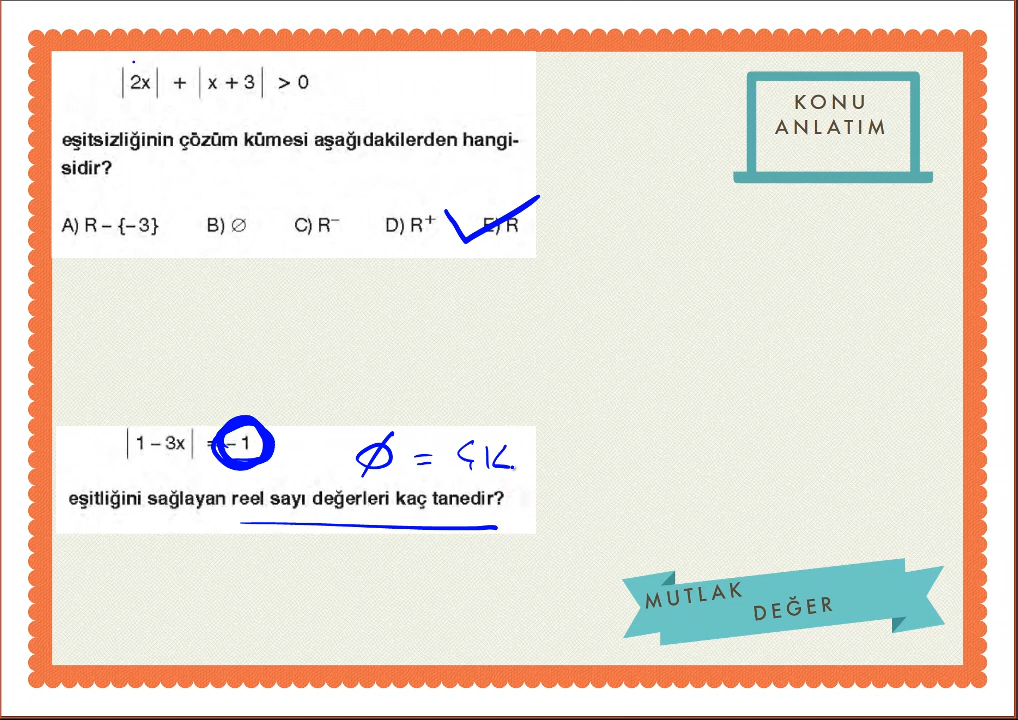 |2x| + |x + 3| > 0
eşitsizliğinin çözüm kümesi aşağıdakilerden hangi-
sidir?
A) R – {–3} B) ∅ C) R⁻ D) R⁺ E) R
KONU
ANLATIM
|1 – 3x| = –1
∅ = ÇK.
eşitliğini sağlayan reel sayı değerleri kaç tanedir?
MUTLAK
DEĞER